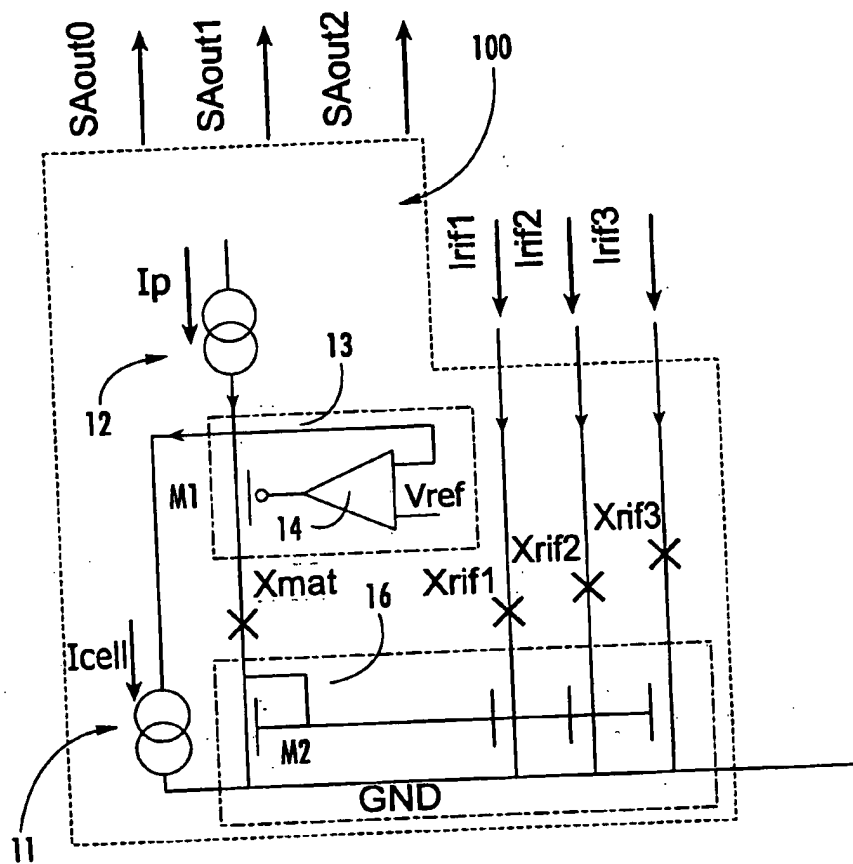 SAout0
SAout1
SAout2
100
Irif1
Irif2
Irif3
Ip
12
13
M1
14
Vref
Xmat
16
Xrif1
Xrif2
Xrif3
Icell
M2
GND
11